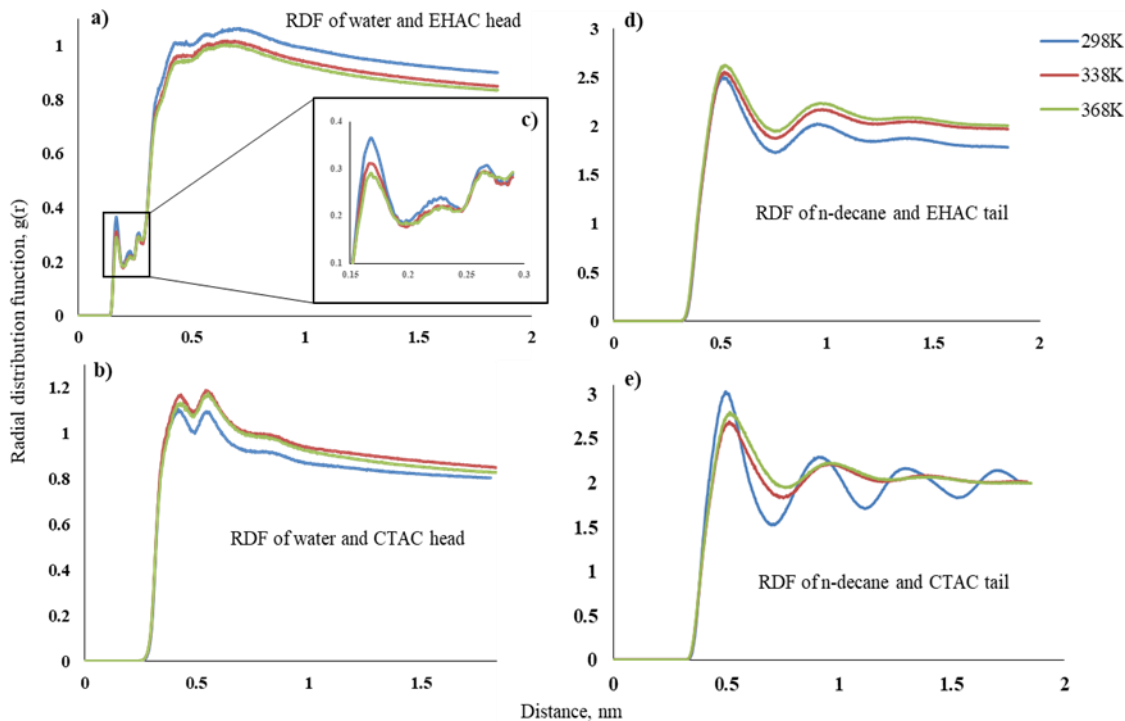 a)
RDF of water and EHAC head
1
0.8
0.6
0.4
0.2
0
0 0.5 1 1.5 2
c)
0.4
0.3
0.2
0.1
0.15 0.2 0.25 0.3
b)
1.2
1
0.8
0.6
0.4
0.2
0
0 0.5 1 1.5 2
RDF of water and CTAC head
d)
3
2.5
2
1.5
1
0.5
0
0 0.5 1 1.5 2
RDF of n-decane and EHAC tail
298K
338K
368K
e)
3
2.5
2
1.5
1
0.5
0
0 0.5 1 1.5 2
RDF of n-decane and CTAC tail
Radial distribution function, g(r)
Distance, nm